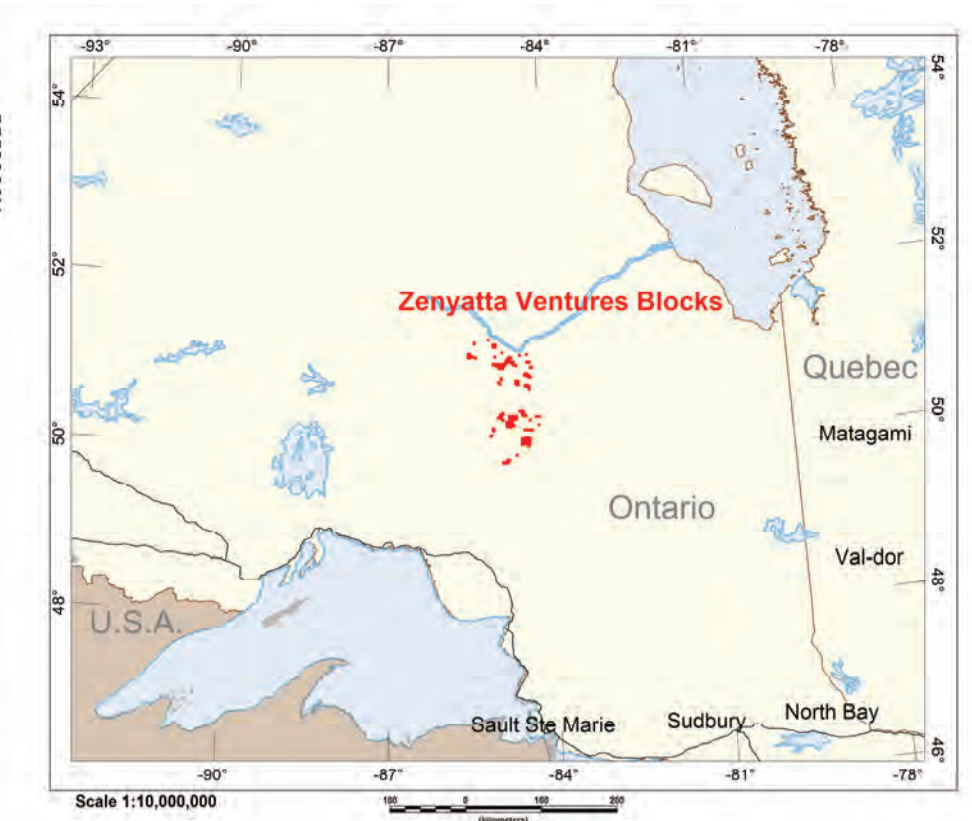 -93° -90° -87° -84° -81° -78°
54° 54°
52° 52°
Zenyatta Ventures Blocks
Quebec
50° 50°
Matagami
Ontario
Val-dor
48° 48°
U.S.A.
North Bay
Sault Ste Marie Sudbury
46°
-90° -87° -84° -81° -78°
Scale 1:10,000,000
100 0 100 200
(kilometers)